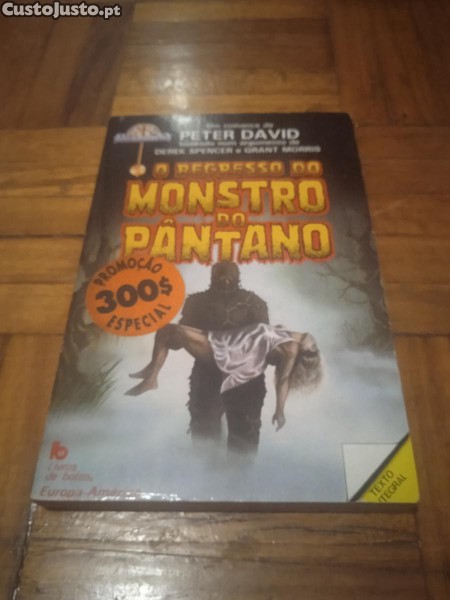 CustoJusto.pt
Um romance de
PETER DAVID
baseado num argumento de
DEREK SPENCER e GRANT MORRIS
O REGRESSO DO
MONSTRO
DO
PÂNTANO
PROMOÇÃO
300$
ESPECIAL
Livros
de bolso
Europa-América
TEXTO
INTEGRAL